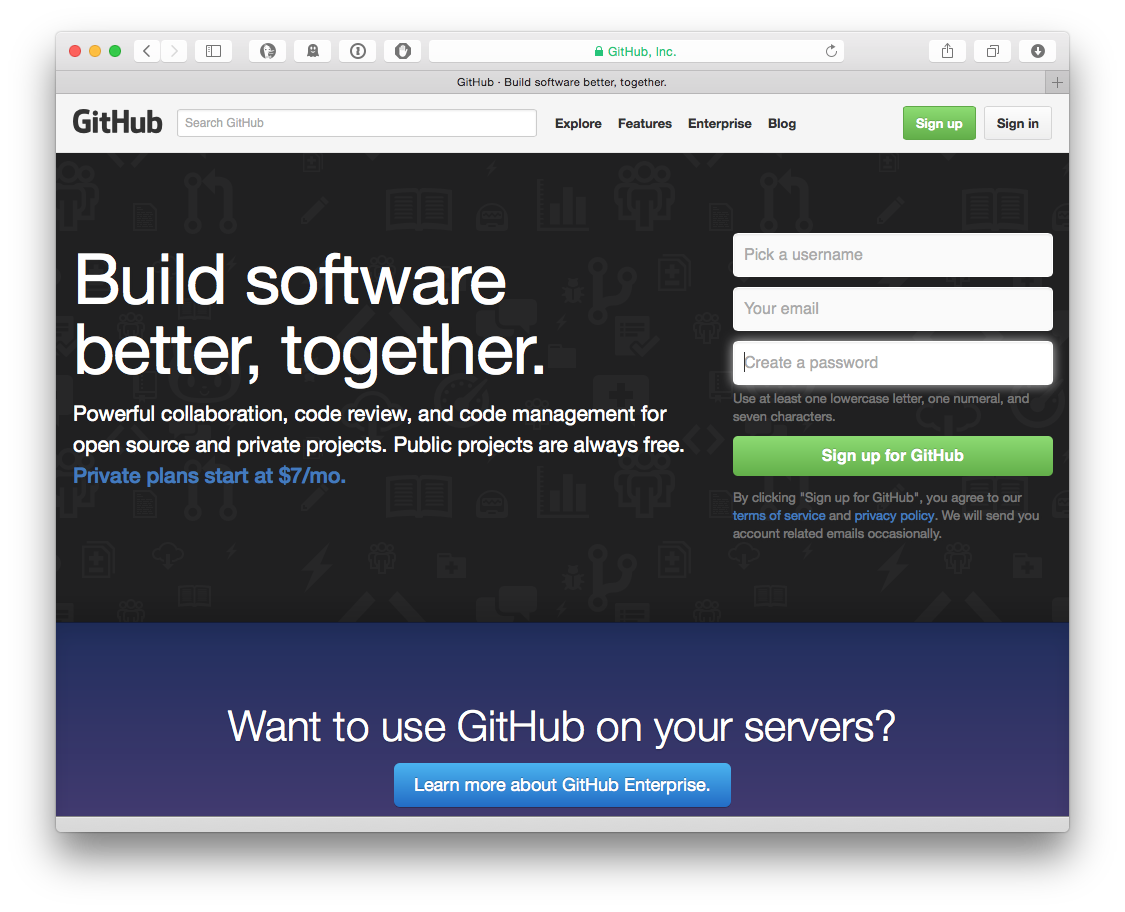 GitHub, Inc.
GitHub · Build software better, together.
GitHub
Search GitHub
Explore
Features
Enterprise
Blog
Sign up
Sign in
Build software
better, together.
Powerful collaboration, code review, and code management for
open source and private projects. Public projects are always free.
Private plans start at $7/mo.
Pick a username
Your email
Create a password
Use at least one lowercase letter, one numeral, and
seven characters.
Sign up for GitHub
By clicking "Sign up for GitHub", you agree to our
terms of service and privacy policy. We will send you
account related emails occasionally.
Want to use GitHub on your servers?
Learn more about GitHub Enterprise.